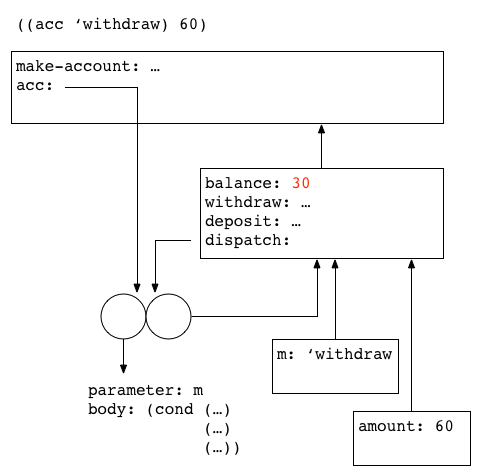 ((acc ‘withdraw) 60)
make-account: …
acc:
balance: 30
withdraw: …
deposit: …
dispatch:
m: ‘withdraw
parameter: m
body: (cond (…)
(…)
(…))
amount: 60